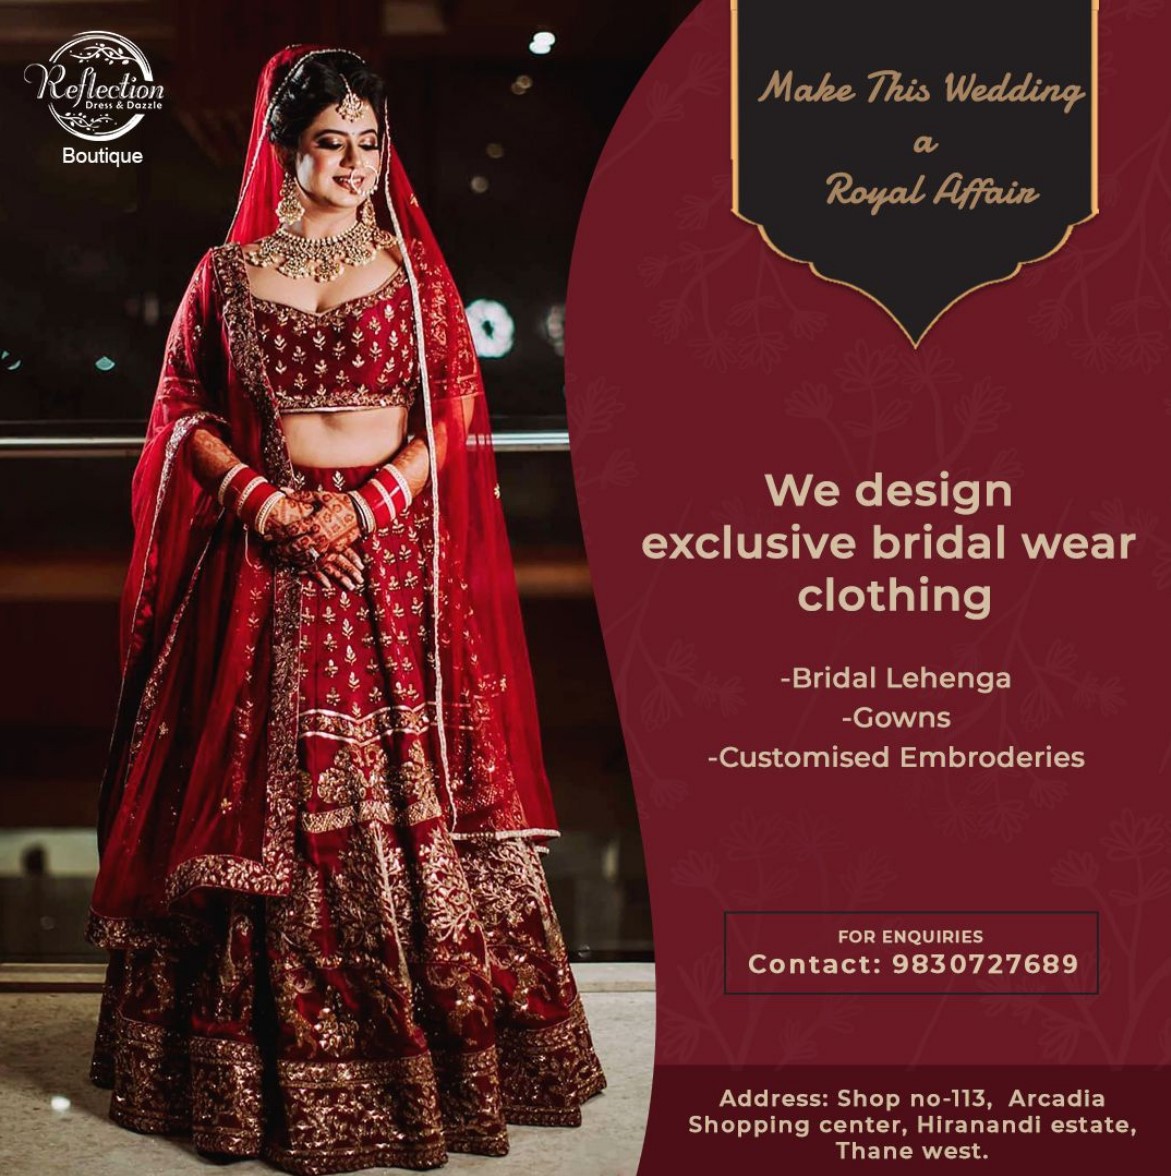 Reflection
Dress & Dazzle
Boutique
Make This Wedding
a
Royal Affair
We design
exclusive bridal wear
clothing
-Bridal Lehenga
-Gowns
-Customised Embroderies
FOR ENQUIRIES
Contact: 9830727689
Address: Shop no-113, Arcadia
Shopping center, Hiranandi estate,
Thane west.